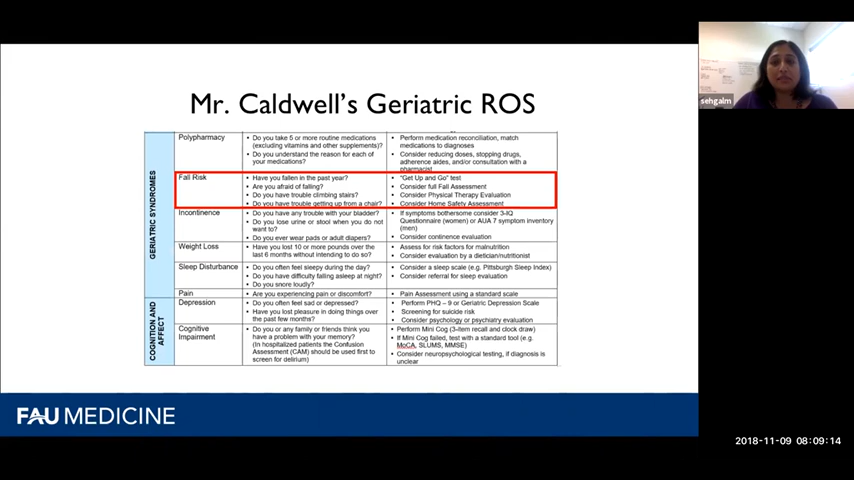 Mr. Caldwell's Geriatric ROS
sehgalm
GERIATRIC SYNDROMES
Polypharmacy
• Do you take 5 or more routine medications
(excluding vitamins and other supplements)?
• Do you understand the reason for each of
your medications?
• Perform medication reconciliation, match
medications to diagnoses
• Consider reducing doses, stopping drugs,
adherence aides, and/or consultation with a
pharmacist
Fall Risk
• Have you fallen in the past year?
• Are you afraid of falling?
• Do you have trouble climbing stairs?
• Do you have trouble getting up from a chair?
• "Get Up and Go" test
• Consider full Fall Assessment
• Consider Physical Therapy Evaluation
• Consider Home Safety Assessment
Incontinence
• Do you have any trouble with your bladder?
• Do you lose urine or stool when you do not
want to?
• Do you ever wear pads or adult diapers?
• If symptoms bothersome consider 3-IQ
Questionnaire (women) or AUA 7 symptom inventory
(men)
• Consider continence evaluation
Weight Loss
• Have you lost 10 or more pounds over the
last 6 months without intending to do so?
• Assess for risk factors for malnutrition
• Consider evaluation by a dietician/nutritionist
Sleep Disturbance
• Do you often feel sleepy during the day?
• Do you have difficulty falling asleep at night?
• Do you snore loudly?
• Consider a sleep scale (e.g. Pittsburgh Sleep Index)
• Consider referral for sleep evaluation
Pain
• Are you experiencing pain or discomfort?
• Pain Assessment using a standard scale
COGNITION AND
AFFECT
Depression
• Do you often feel sad or depressed?
• Have you lost pleasure in doing things over
the past few months?
• Perform PHQ – 9 or Geriatric Depression Scale
• Screening for suicide risk
• Consider psychology or psychiatry evaluation
Cognitive
Impairment
• Do you or any family or friends think you
have a problem with your memory?
(In hospitalized patients the Confusion
Assessment (CAM) should be used first to
screen for delirium)
• Perform Mini Cog (3-item recall and clock draw)
• If Mini Cog failed, test with a standard tool (e.g.
MoCA, SLUMS, MMSE)
• Consider neuropsychological testing, if diagnosis is
unclear
FAU MEDICINE
2018-11-09 08:09:14